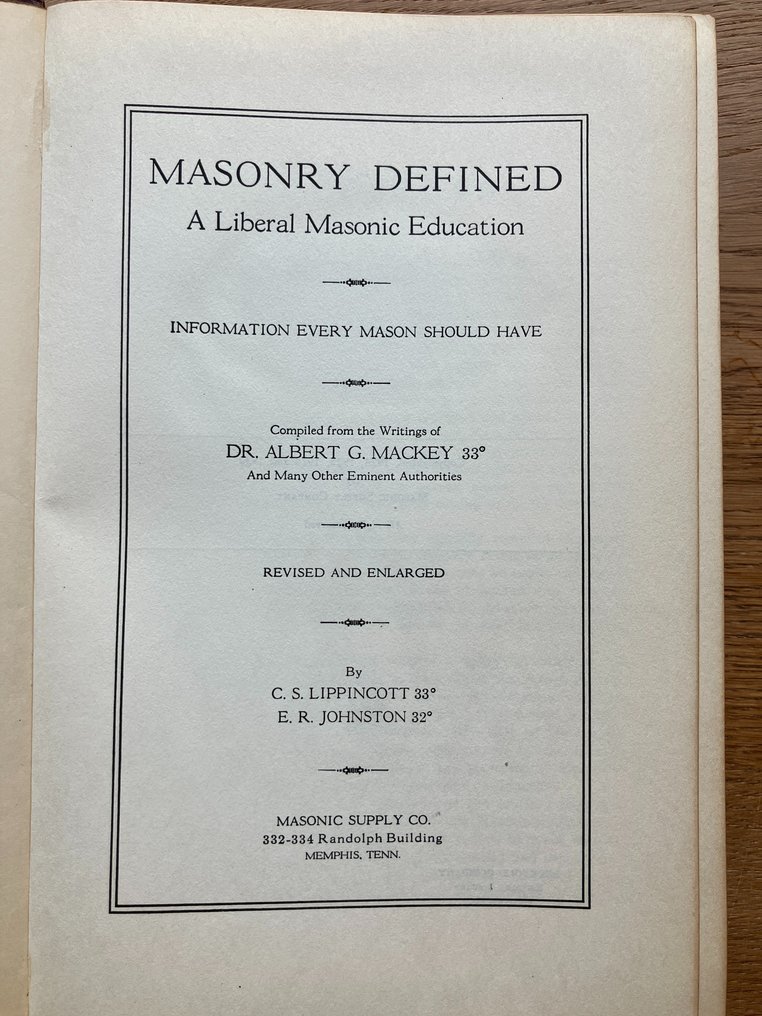 MASONRY DEFINED
A Liberal Masonic Education
INFORMATION EVERY MASON SHOULD HAVE
Compiled from the Writings of
DR. ALBERT G. MACKEY 33°
And Many Other Eminent Authorities
REVISED AND ENLARGED
By
C. S. LIPPINCOTT 33°
E. R. JOHNSTON 32°
MASONIC SUPPLY CO.
332-334 Randolph Building
MEMPHIS, TENN.